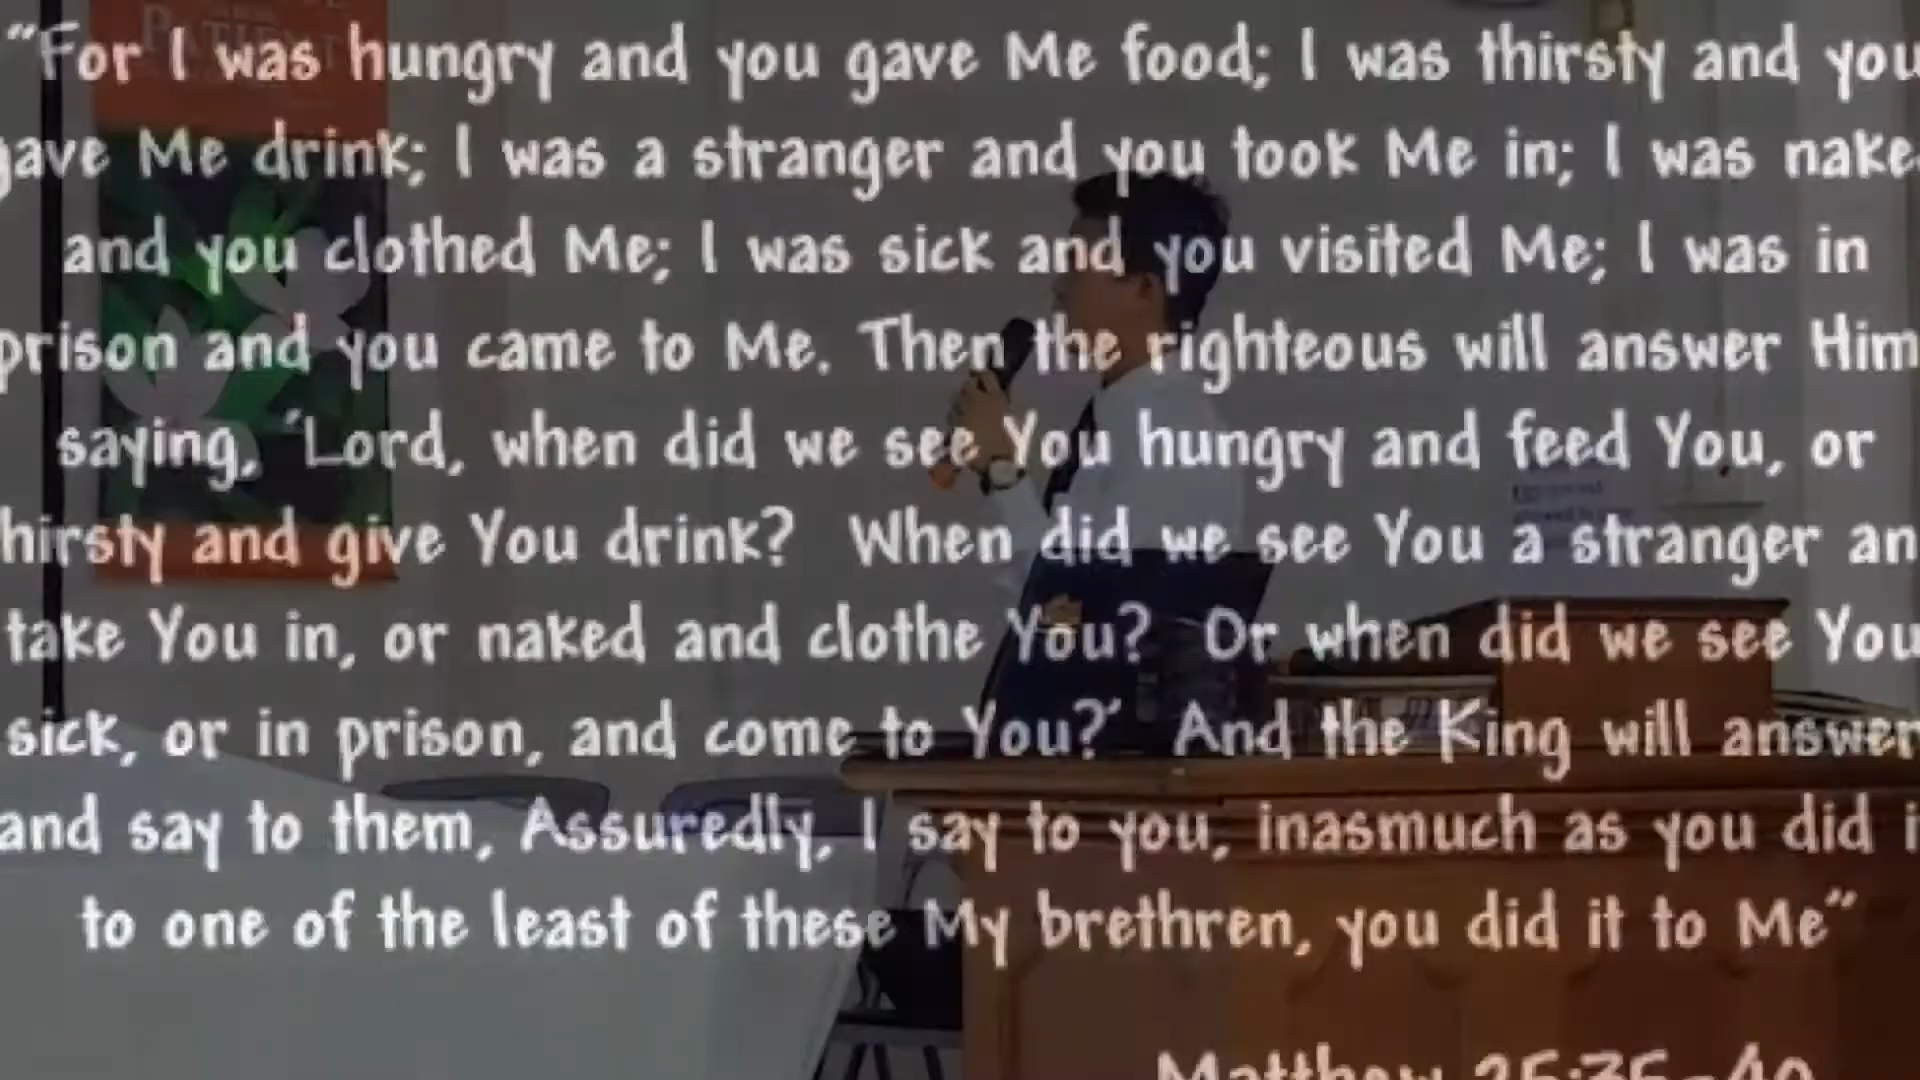 PATIENT
"For I was hungry and you gave Me food; I was thirsty and you
gave Me drink; I was a stranger and you took Me in; I was nake
and you clothed Me; I was sick and you visited Me; I was in
prison and you came to Me. Then the righteous will answer Him
saying, 'Lord, when did we see You hungry and feed You, or
hirsty and give You drink? When did we see You a stranger an
take You in, or naked and clothe You? Or when did we see You
sick, or in prison, and come to You?' And the King will answer
and say to them, Assuredly, I say to you, inasmuch as you did i
to one of the least of these My brethren, you did it to Me"
Matthew 25:35-40